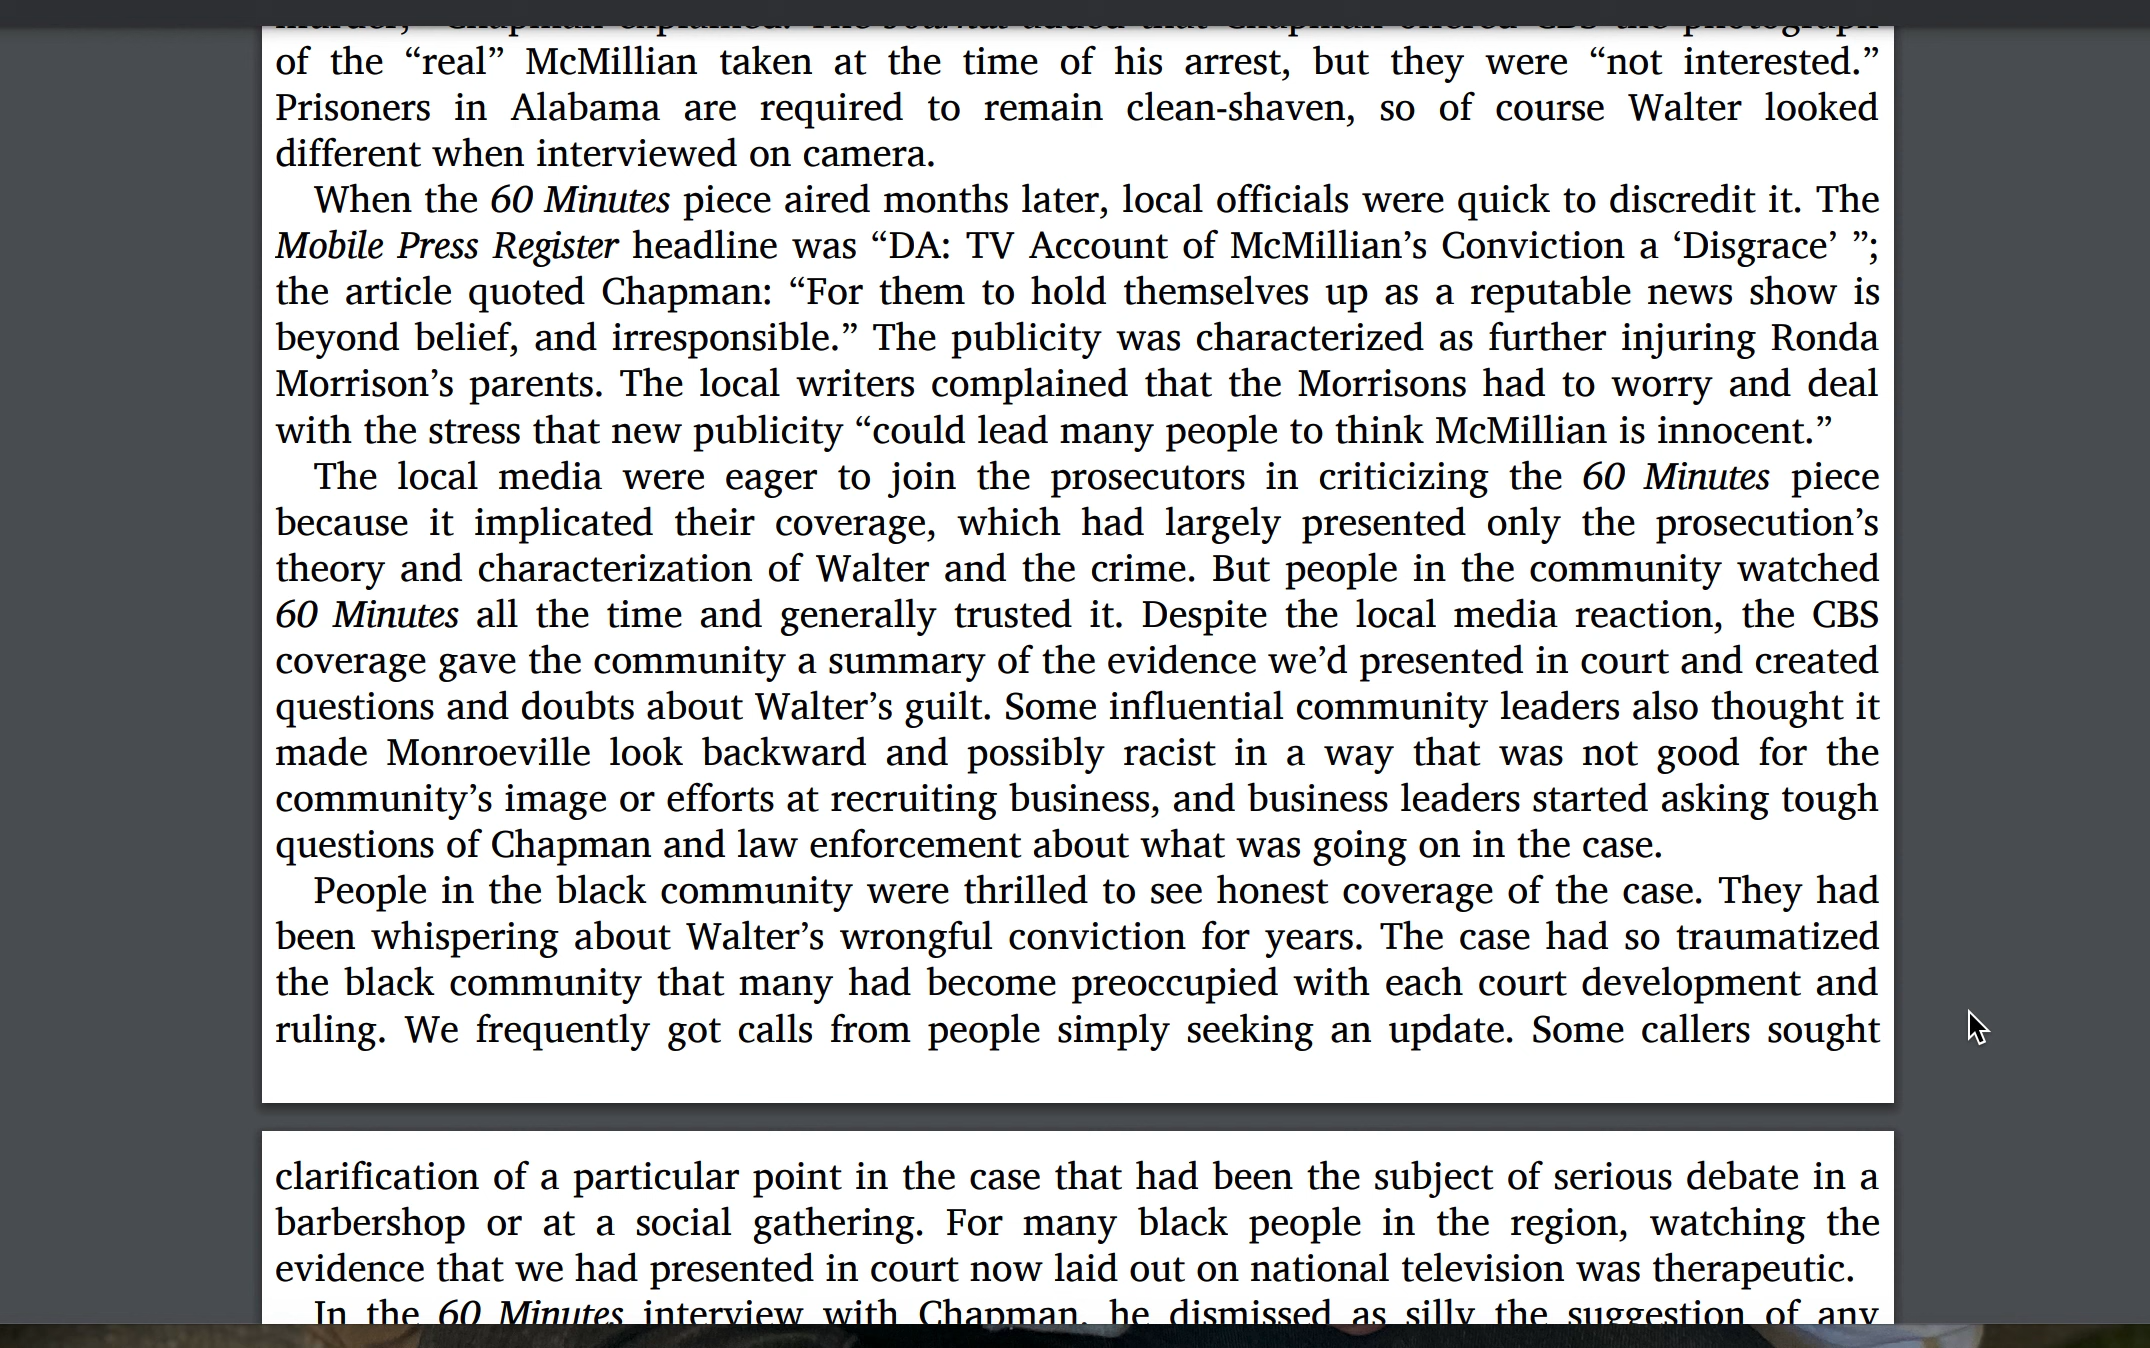 of the “real” McMillian taken at the time of his arrest, but they were “not interested.”
Prisoners in Alabama are required to remain clean-shaven, so of course Walter looked
different when interviewed on camera.
When the 60 Minutes piece aired months later, local officials were quick to discredit it. The
Mobile Press Register headline was “DA: TV Account of McMillian’s Conviction a ‘Disgrace’ ”;
the article quoted Chapman: “For them to hold themselves up as a reputable news show is
beyond belief, and irresponsible.” The publicity was characterized as further injuring Ronda
Morrison’s parents. The local writers complained that the Morrisons had to worry and deal
with the stress that new publicity “could lead many people to think McMillian is innocent.”
The local media were eager to join the prosecutors in criticizing the 60 Minutes piece
because it implicated their coverage, which had largely presented only the prosecution’s
theory and characterization of Walter and the crime. But people in the community watched
60 Minutes all the time and generally trusted it. Despite the local media reaction, the CBS
coverage gave the community a summary of the evidence we’d presented in court and created
questions and doubts about Walter’s guilt. Some influential community leaders also thought it
made Monroeville look backward and possibly racist in a way that was not good for the
community’s image or efforts at recruiting business, and business leaders started asking tough
questions of Chapman and law enforcement about what was going on in the case.
People in the black community were thrilled to see honest coverage of the case. They had
been whispering about Walter’s wrongful conviction for years. The case had so traumatized
the black community that many had become preoccupied with each court development and
ruling. We frequently got calls from people simply seeking an update. Some callers sought
clarification of a particular point in the case that had been the subject of serious debate in a
barbershop or at a social gathering. For many black people in the region, watching the
evidence that we had presented in court now laid out on national television was therapeutic.
In the 60 Minutes interview with Chapman, he dismissed as silly the suggestion of any